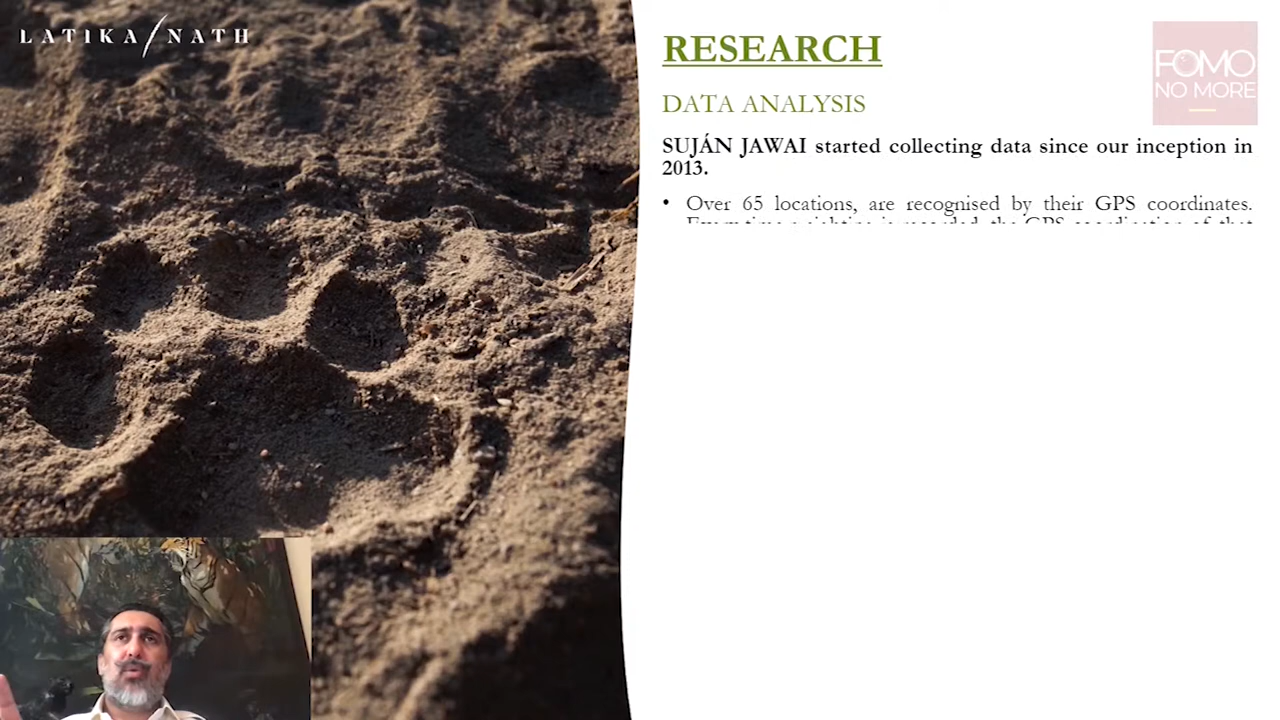 LATIKA/NATH
RESEARCH
FOMO
NO MORE
DATA ANALYSIS
SUJÁN JAWAI started collecting data since our inception in
2013.
• Over 65 locations, are recognised by their GPS coordinates.